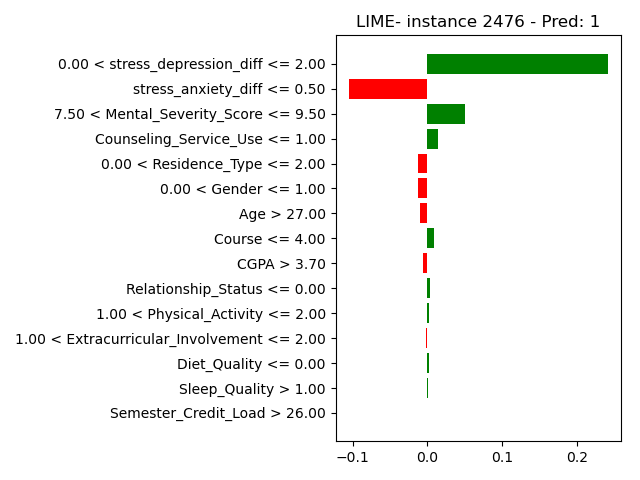 LIME- instance 2476 - Pred: 1
0.00 < stress_depression_diff <= 2.00
stress_anxiety_diff <= 0.50
7.50 < Mental_Severity_Score <= 9.50
Counseling_Service_Use <= 1.00
0.00 < Residence_Type <= 2.00
0.00 < Gender <= 1.00
Age > 27.00
Course <= 4.00
CGPA > 3.70
Relationship_Status <= 0.00
1.00 < Physical_Activity <= 2.00
1.00 < Extracurricular_Involvement <= 2.00
Diet_Quality <= 0.00
Sleep_Quality > 1.00
Semester_Credit_Load > 26.00
−0.1 0.0 0.1 0.2